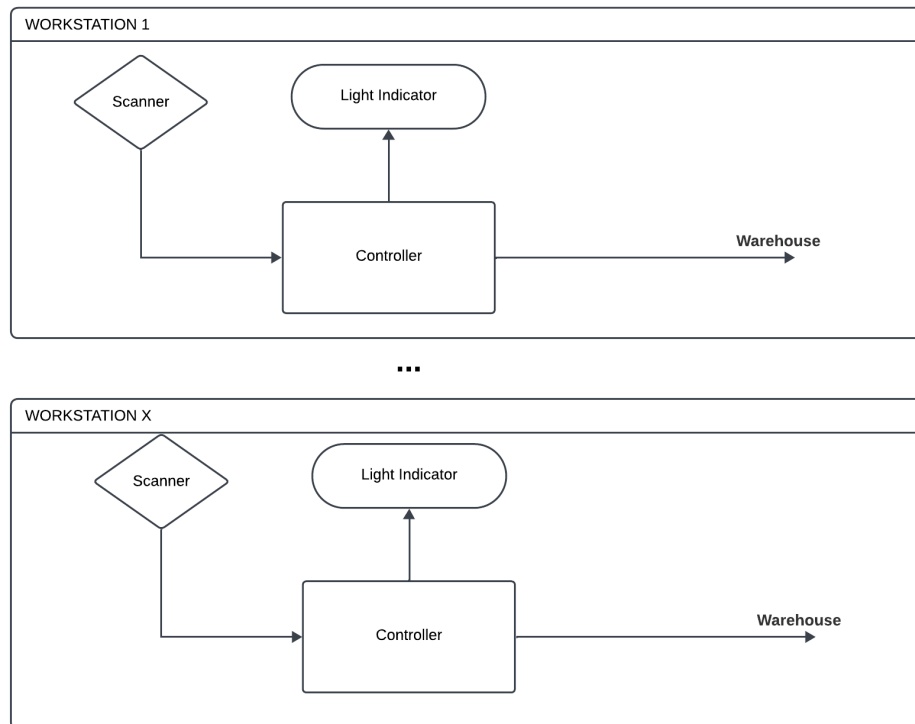 WORKSTATION 1
Scanner
Light Indicator
Controller
Warehouse
...
WORKSTATION X
Scanner
Light Indicator
Controller
Warehouse